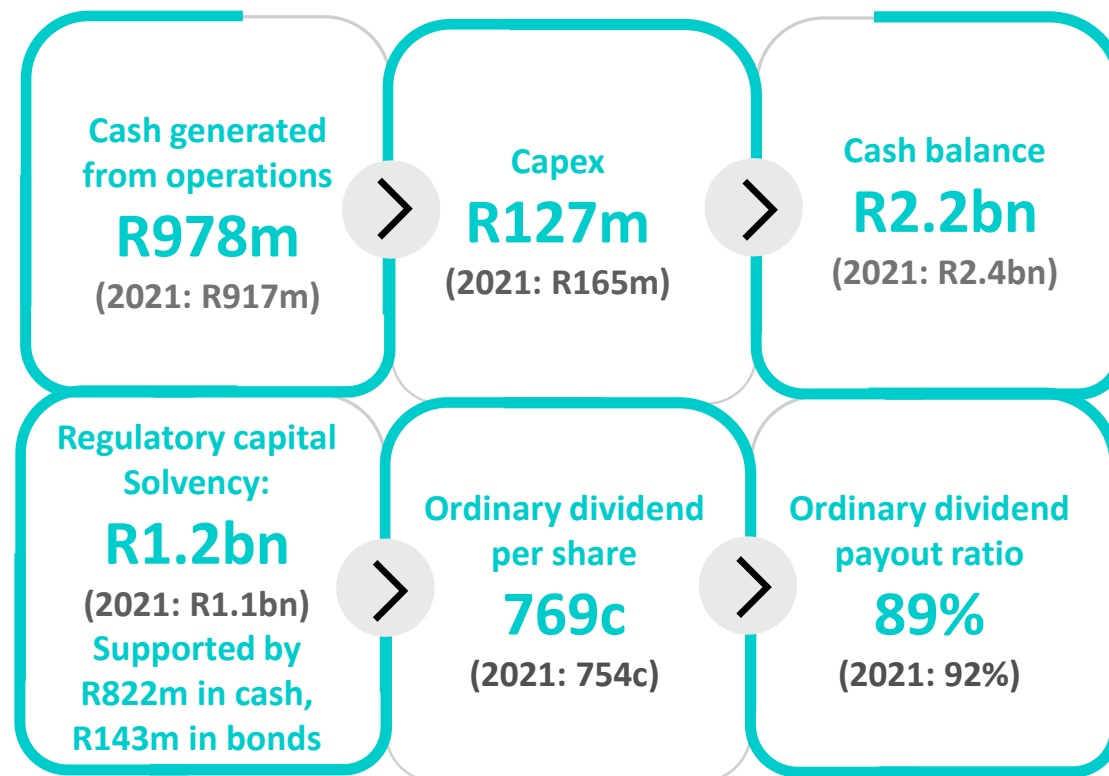 Cash generated
from operations
R978m
(2021: R917m)
Capex
R127m
(2021: R165m)
Cash balance
R2.2bn
(2021: R2.4bn)
Regulatory capital
Solvency:
R1.2bn
(2021: R1.1bn)
Supported by
R822m in cash,
R143m in bonds
Ordinary dividend
per share
769c
(2021: 754c)
Ordinary dividend
payout ratio
89%
(2021: 92%)